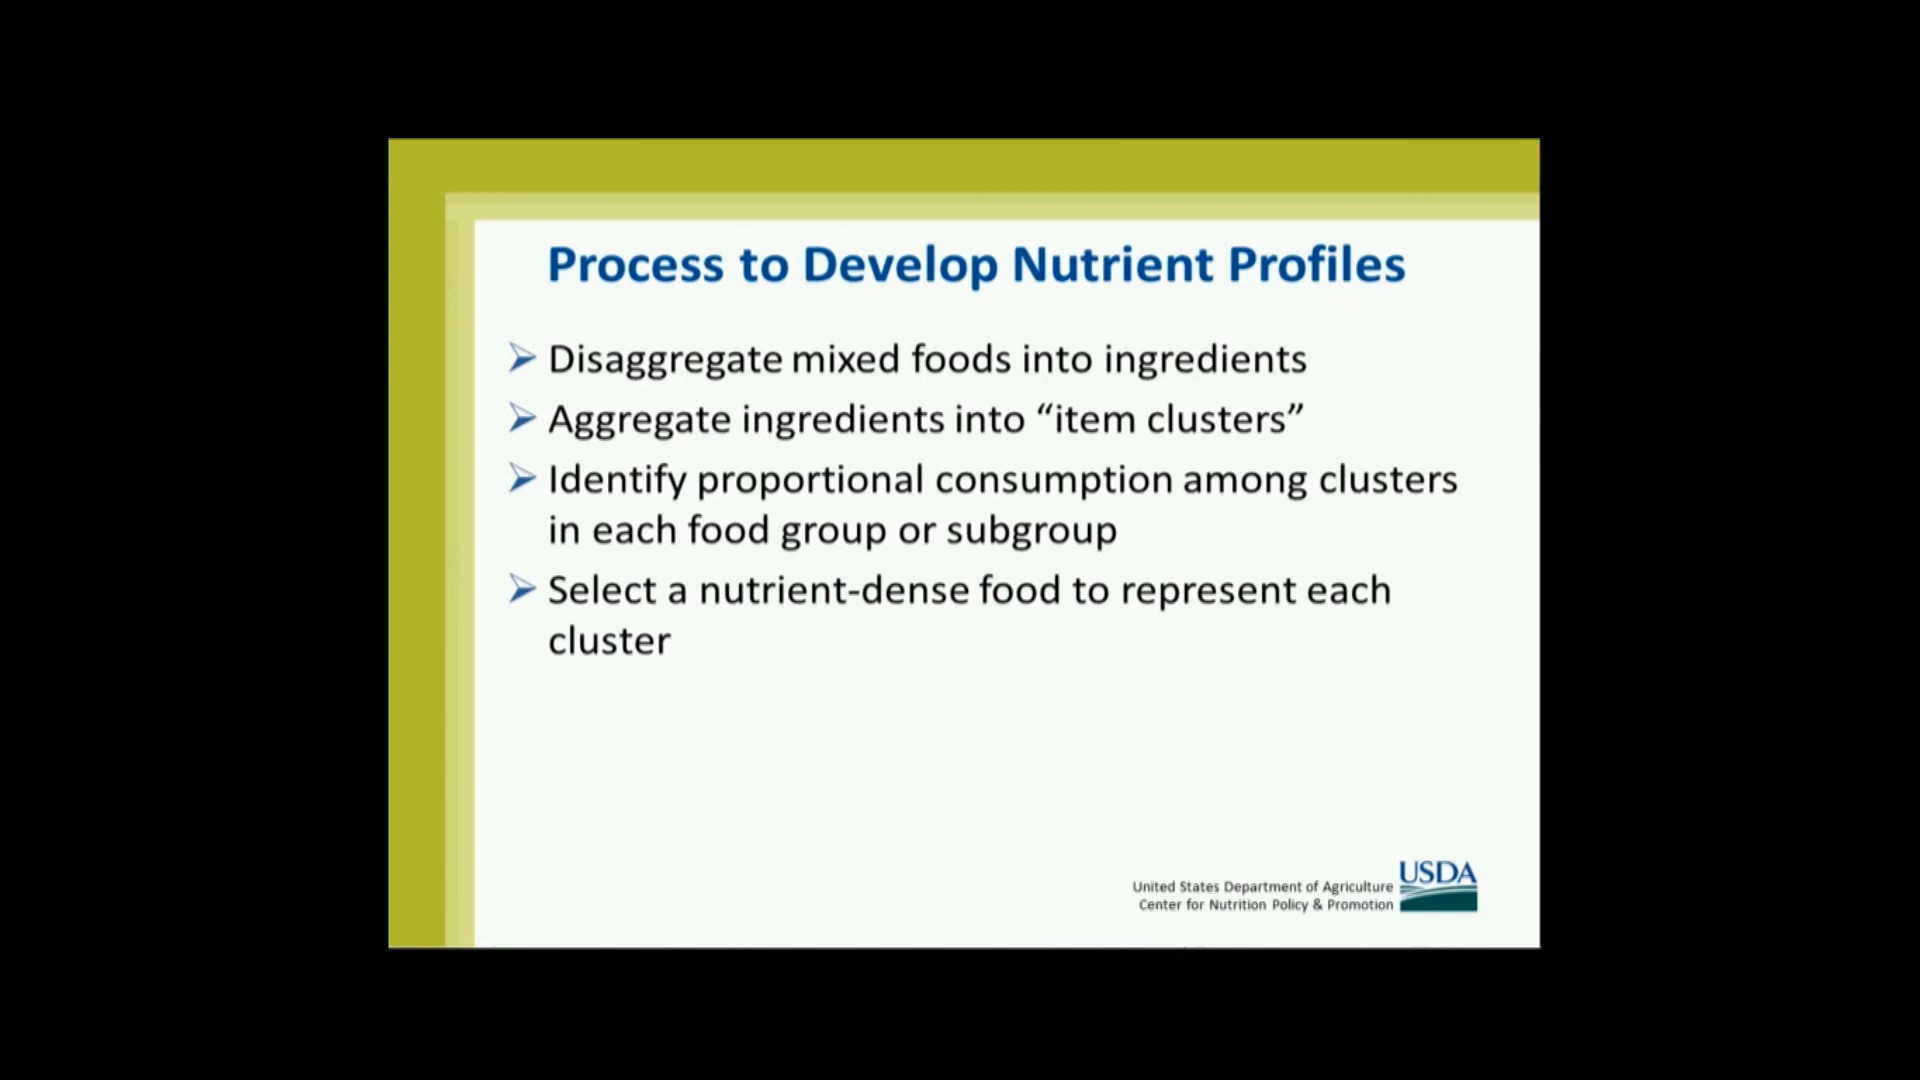 Process to Develop Nutrient Profiles
Disaggregate mixed foods into ingredients
Aggregate ingredients into “item clusters”
Identify proportional consumption among clusters
in each food group or subgroup
Select a nutrient-dense food to represent each
cluster
United States Department of Agriculture
Center for Nutrition Policy & Promotion
USDA